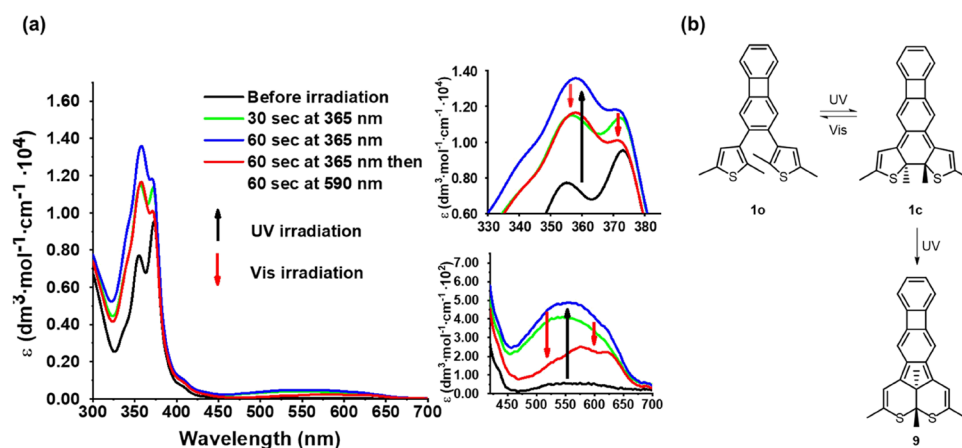 (a)
ε (dm³·mol⁻¹·cm⁻¹ ·10⁴)
1.60
1.40
1.20
1.00
0.80
0.60
0.40
0.20
0.00
300 350 400 450 500 550 600 650 700
Wavelength (nm)
Before irradiation
30 sec at 365 nm
60 sec at 365 nm
60 sec at 365 nm then
60 sec at 590 nm
UV irradiation
Vis irradiation
ε (dm³·mol⁻¹·cm⁻¹ ·10⁴)
1.40
1.20
1.00
0.80
0.60
330 340 350 360 370 380
ε (dm³·mol⁻¹·cm⁻¹ ·10²)
7.00
6.00
5.00
4.00
3.00
2.00
1.00
0.00
450 500 550 600 650 700
(b)
S
S
1o
UV
Vis
S
S
1c
UV
S
S
9